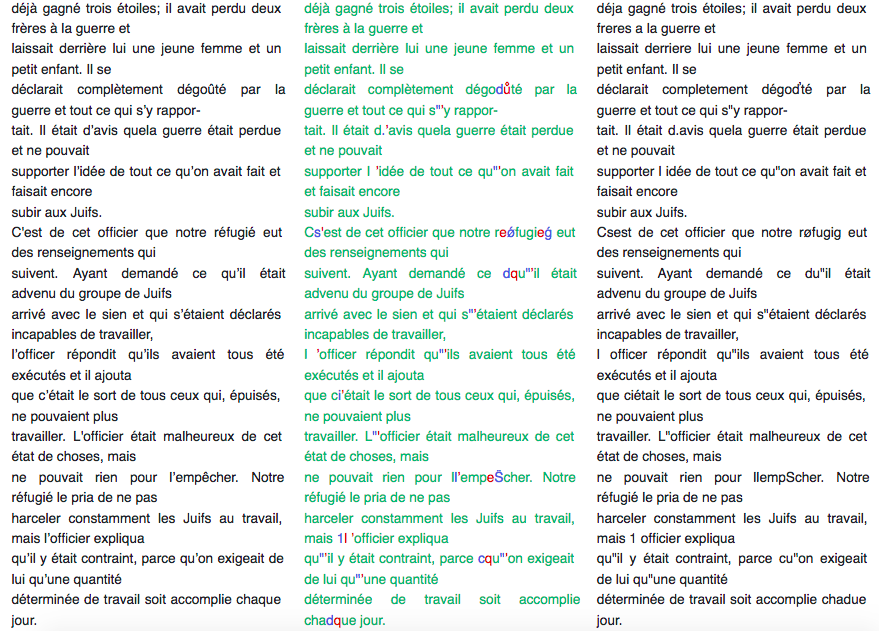 déjà gagné trois étoiles; il avait perdu deux
frères à la guerre et
laissait derrière lui une jeune femme et un
petit enfant. Il se
déclarait complètement dégoûté par la
guerre et tout ce qui s'y rappor-
tait. Il était d'avis quela guerre était perdue
et ne pouvait
supporter l'idée de tout ce qu'on avait fait et
faisait encore
subir aux Juifs.
C'est de cet officier que notre réfugié eut
des renseignements qui
suivent. Ayant demandé ce qu'il était
advenu du groupe de Juifs
arrivé avec le sien et qui s'étaient déclarés
incapables de travailler,
l'officer répondit qu'ils avaient tous été
exécutés et il ajouta
que c'était le sort de tous ceux qui, épuisés,
ne pouvaient plus
travailler. L'officier était malheureux de cet
état de choses, mais
ne pouvait rien pour l'empêcher. Notre
réfugié le pria de ne pas
harceler constamment les Juifs au travail,
mais l'officier expliqua
qu'il y était contraint, parce qu'on exigeait de
lui qu'une quantité
déterminée de travail soit accomplie chaque
jour.
déjà gagné trois étoiles; il avait perdu deux
frères à la guerre et
laissait derrière lui une jeune femme et un
petit enfant. Il se
déclarait complètement dégodůté par la
guerre et tout ce qui s"'y rappor-
tait. Il était d.'avis quela guerre était perdue
et ne pouvait
supporter l 'idée de tout ce qu"'on avait fait
et faisait encore
subir aux Juifs.
Cs'est de cet officier que notre reǿfugieģ eut
des renseignements qui
suivent. Ayant demandé ce dqu"'il était
advenu du groupe de Juifs
arrivé avec le sien et qui s"'étaient déclarés
incapables de travailler,
l 'officer répondit qu"'ils avaient tous été
exécutés et il ajouta
que ci'était le sort de tous ceux qui, épuisés,
ne pouvaient plus
travailler. L"'officier était malheureux de cet
état de choses, mais
ne pouvait rien pour ll'empeŜcher. Notre
réfugié le pria de ne pas
harceler constamment les Juifs au travail,
mais 1l 'officier expliqua
qu"'il y était contraint, parce cqu"'on exigeait
de lui qu"'une quantité
déterminée de travail soit accomplie
chadque jour.
déja gagné trois étoiles; il avait perdu deux
freres a la guerre et
laissait derriere lui une jeune femme et un
petit enfant. Il se
déclarait completement dégod̂té par la
guerre et tout ce qui s"y rappor-
tait. Il était d.avis quela guerre était perdue
et ne pouvait
supporter l idée de tout ce qu"on avait fait et
faisait encore
subir aux Juifs.
Csest de cet officier que notre røfugig eut
des renseignements qui
suivent. Ayant demandé ce du"il était
advenu du groupe de Juifs
arrivé avec le sien et qui s"étaient déclarés
incapables de travailler,
l officer répondit qu"ils avaient tous été
exécutés et il ajouta
que ciétait le sort de tous ceux qui, épuisés,
ne pouvaient plus
travailler. L"officier était malheureux de cet
état de choses, mais
ne pouvait rien pour llempScher. Notre
réfugié le pria de ne pas
harceler constamment les Juifs au travail,
mais 1 officier expliqua
qu"il y était contraint, parce cu"on exigeait
de lui qu"une quantité
déterminée de travail soit accomplie chadue
jour.